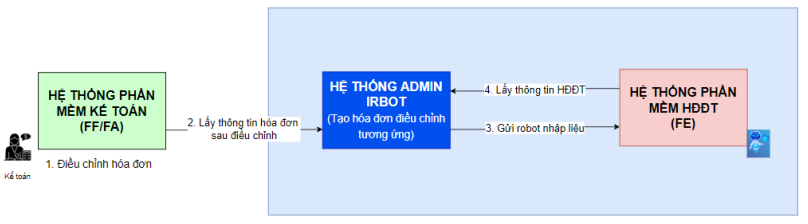 HỆ THỐNG PHẦN
MỀM KẾ TOÁN
(FF/FA)
Kế toán
1. Điều chỉnh hóa đơn
2. Lấy thông tin hóa đơn
sau điều chỉnh
HỆ THỐNG ADMIN
IRBOT
(Tạo hóa đơn điều chỉnh
tương ứng)
4. Lấy thông tin HĐĐT
3. Gửi robot nhập liệu
HỆ THỐNG PHẦN
MỀM HĐĐT
(FE)